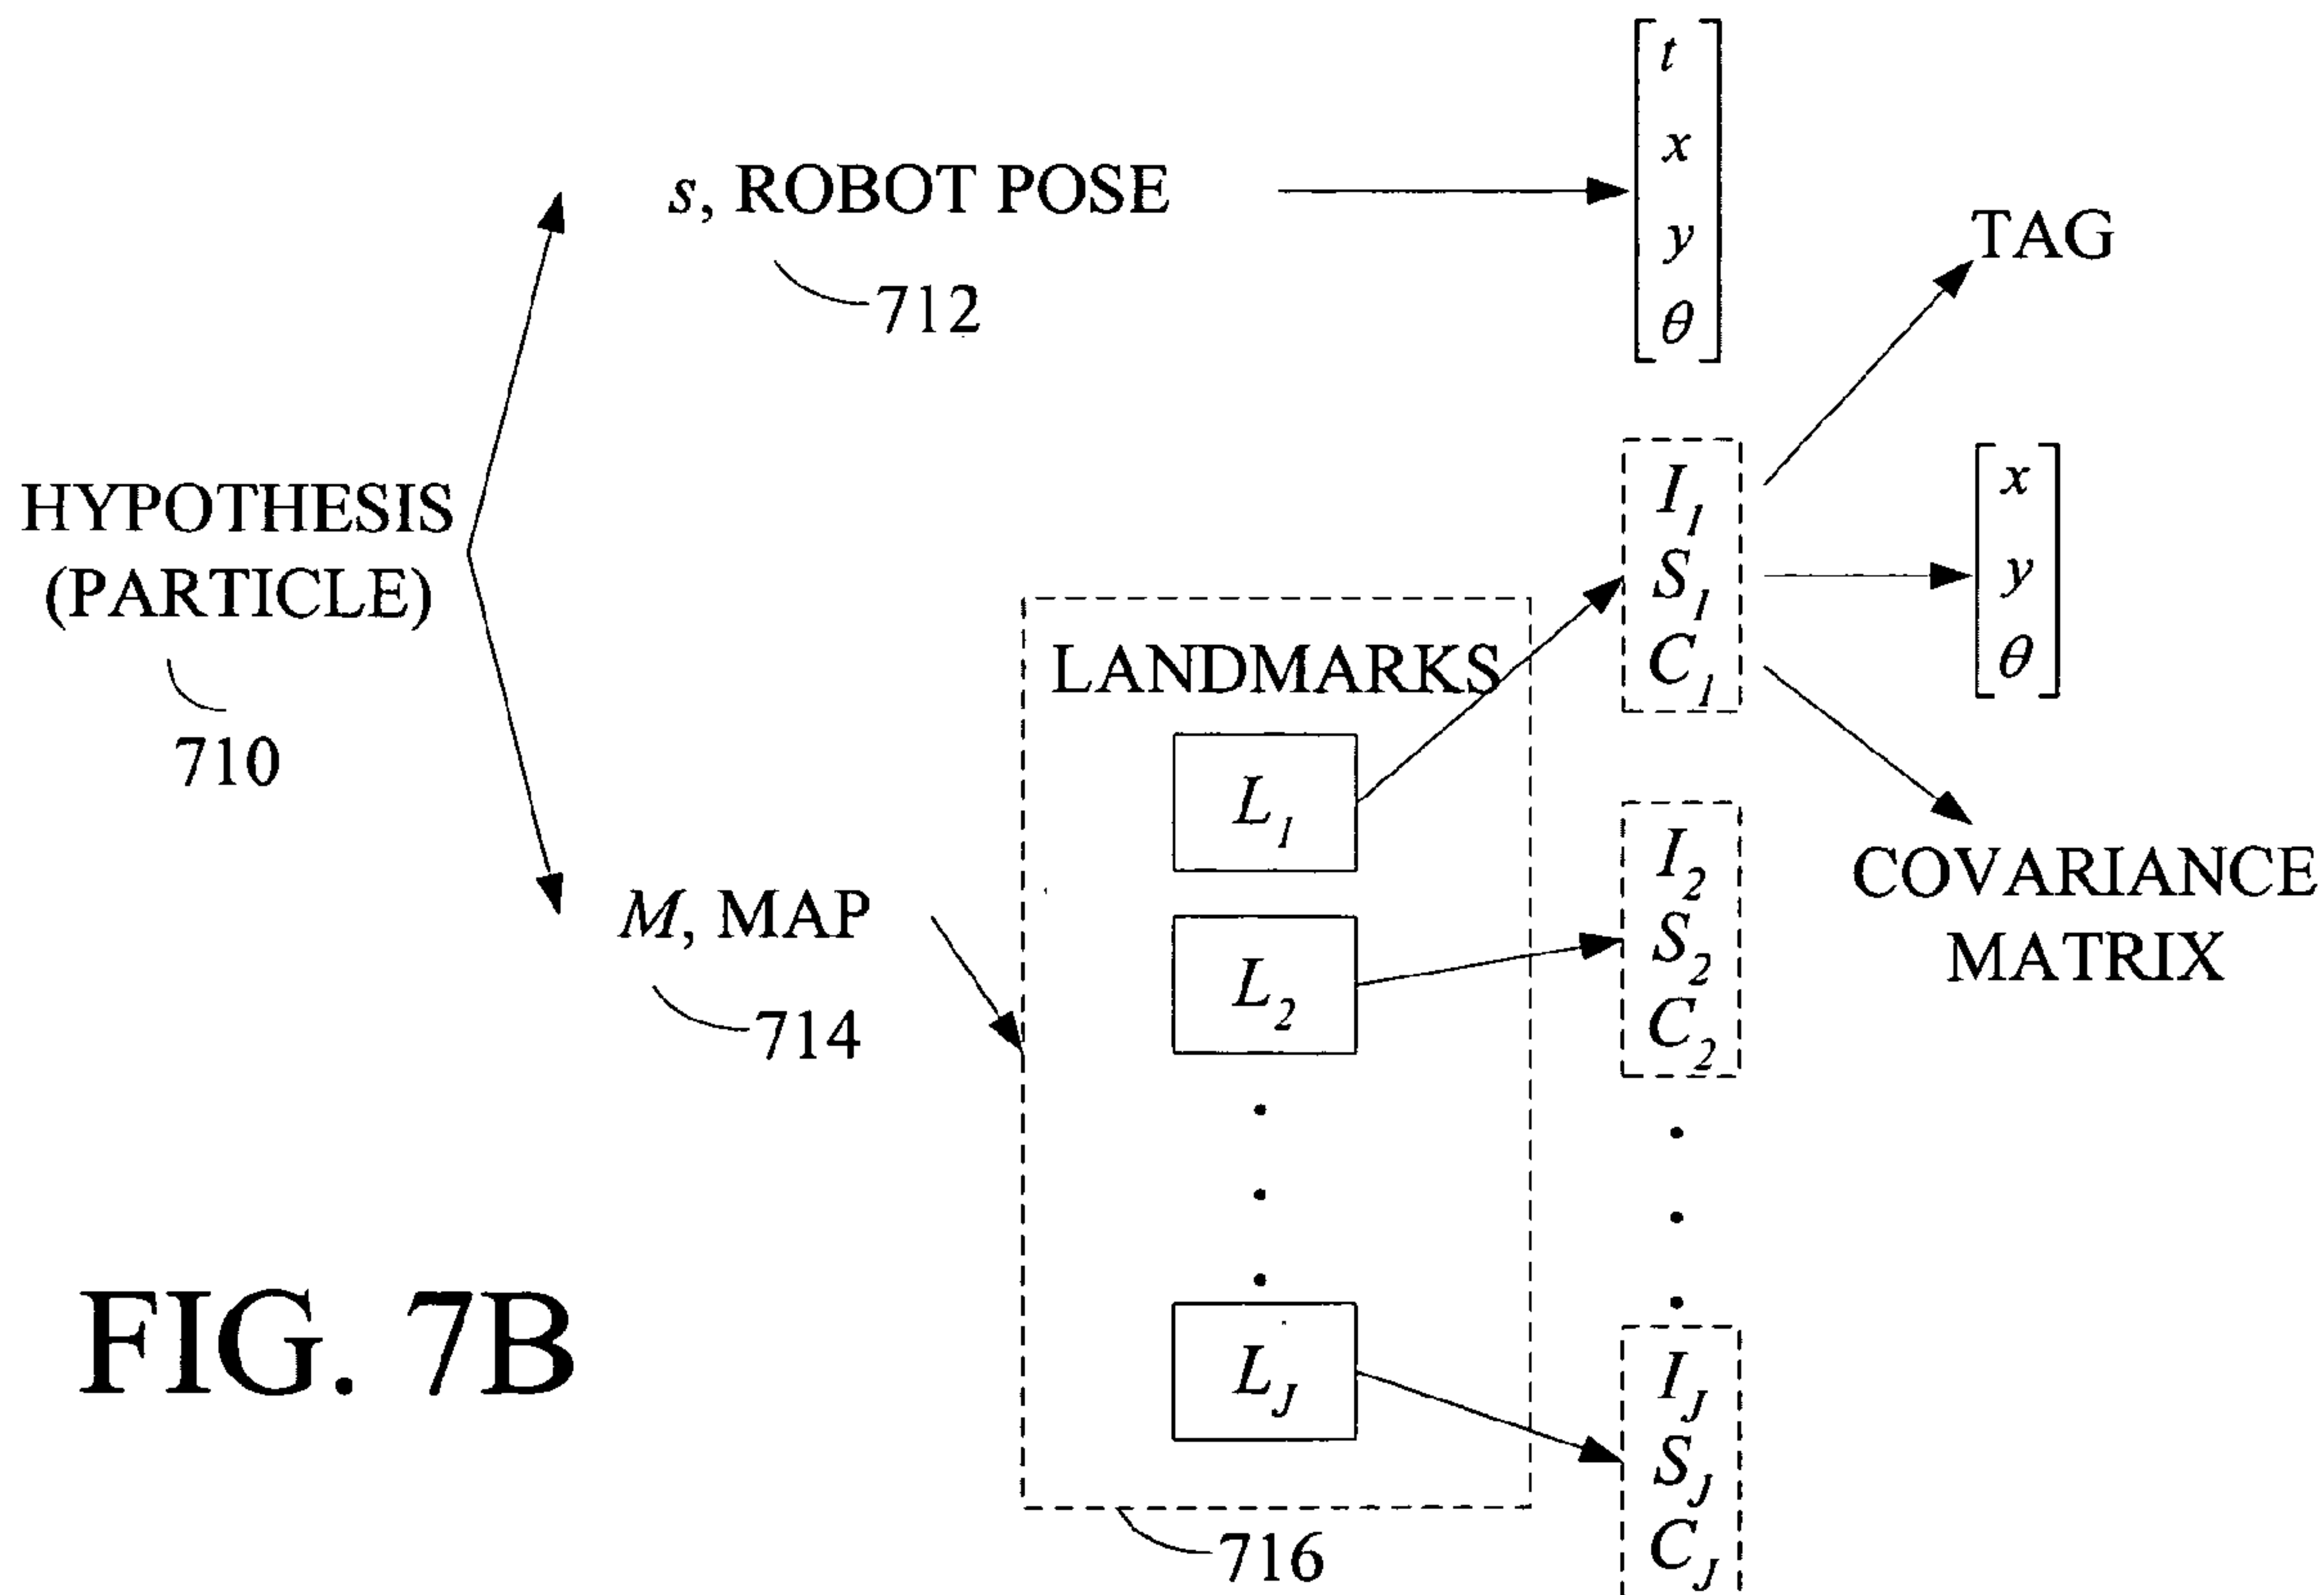 t
x
y
θ
s, ROBOT POSE
712
TAG
HYPOTHESIS
(PARTICLE)
710
I1
S1
C1
x
y
θ
LANDMARKS
L1
M, MAP
714
L2
I2
S2
C2
COVARIANCE
MATRIX
LJ
IJ
SJ
CJ
716
FIG. 7B